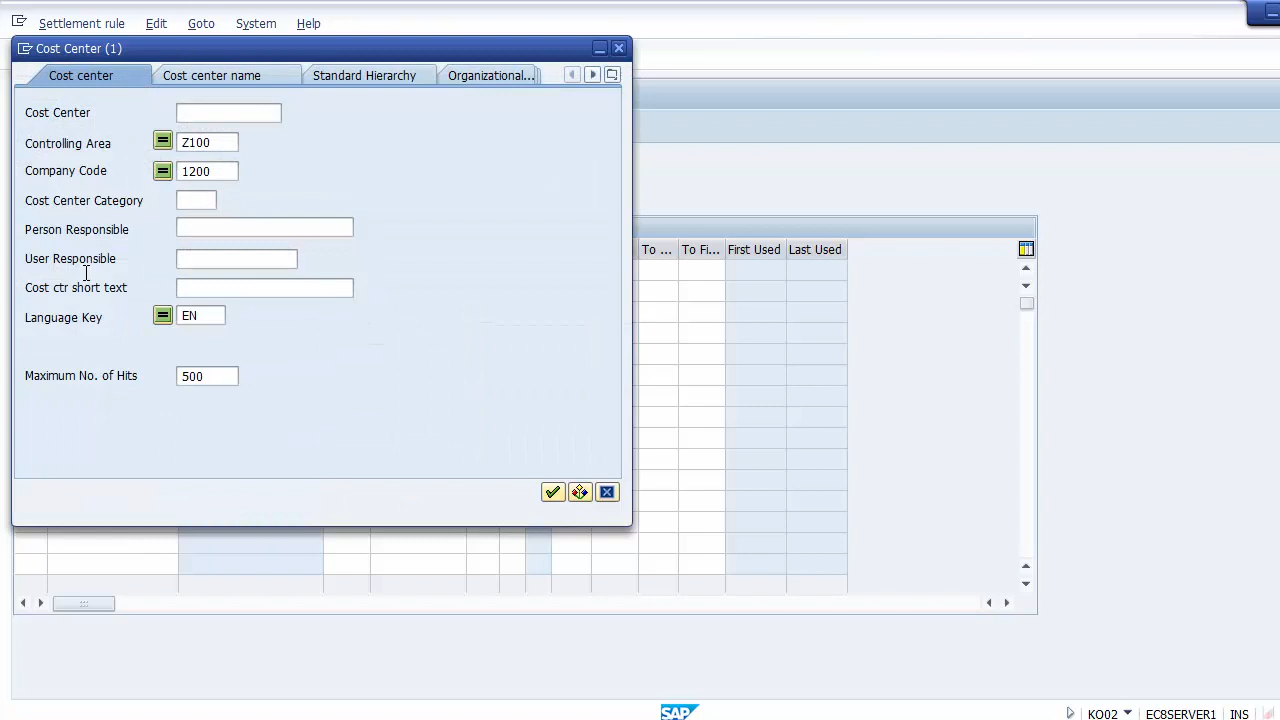 Settlement rule Edit Goto System Help
Cost Center (1)
Cost center Cost center name Standard Hierarchy Organizational...
Cost Center
Controlling Area Z100
Company Code 1200
Cost Center Category
Person Responsible
User Responsible
Cost ctr short text
Language Key EN
Maximum No. of Hits 500
To ... To Fi... First Used Last Used
SAP KO02 EC8SERVER1 INS